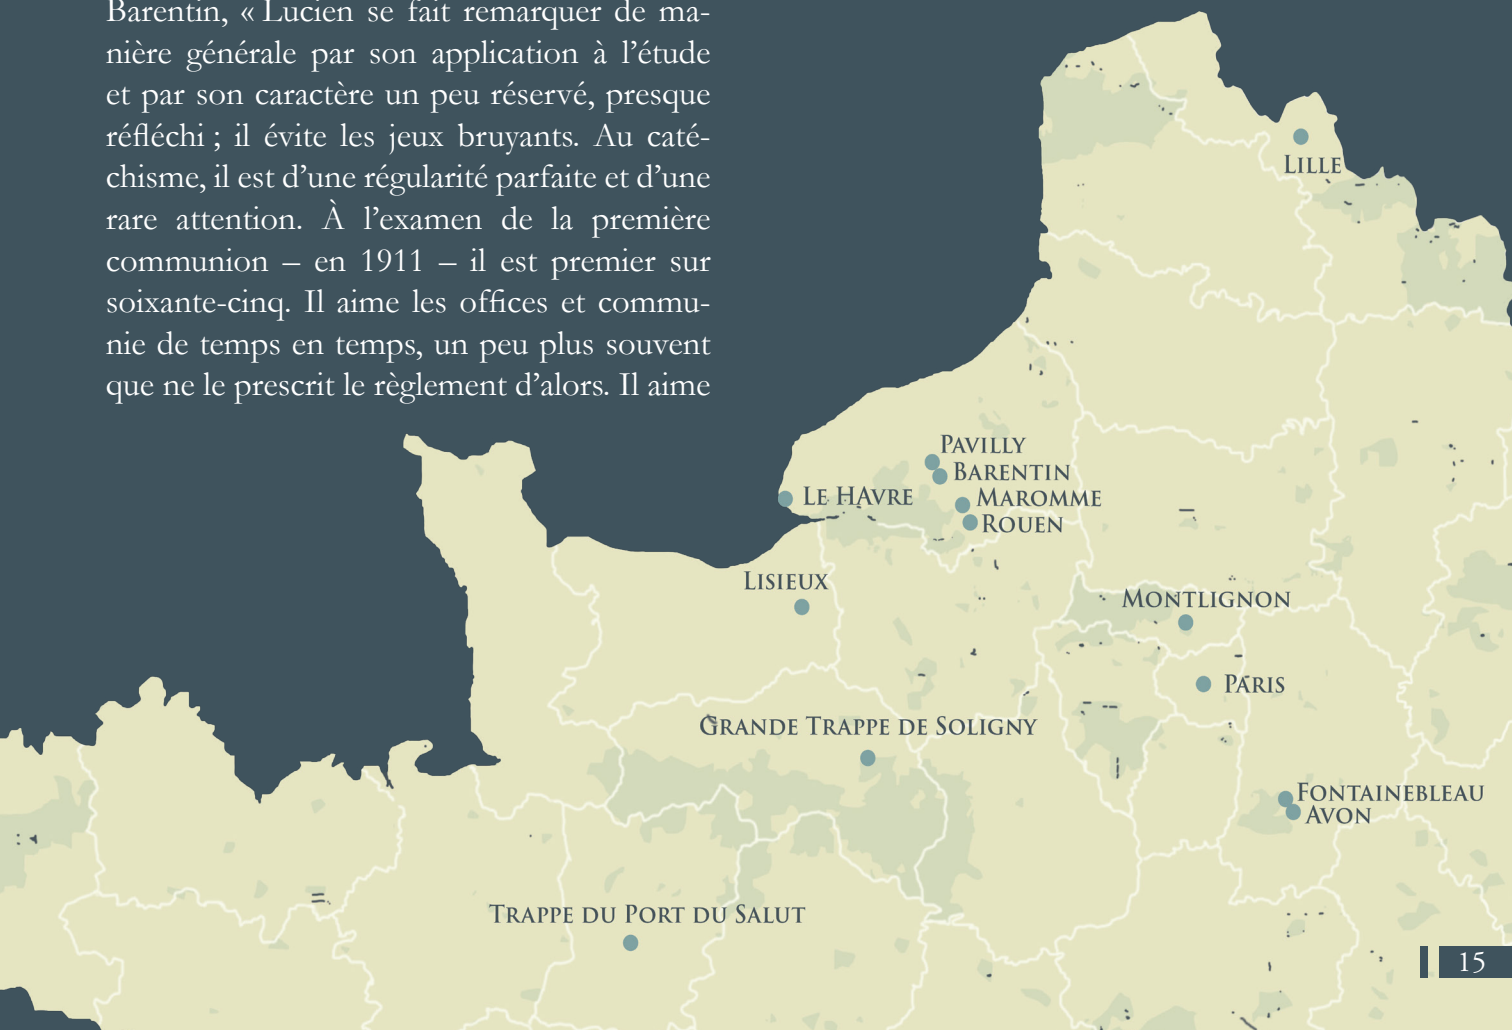 Barentin, « Lucien se fait remarquer de ma-
nière générale par son application à l’étude
et par son caractère un peu réservé, presque
réfléchi ; il évite les jeux bruyants. Au caté-
chisme, il est d’une régularité parfaite et d’une
rare attention. À l’examen de la première
communion – en 1911 – il est premier sur
soixante-cinq. Il aime les offices et commu-
nie de temps en temps, un peu plus souvent
que ne le prescrit le règlement d’alors. Il aime
LILLE
PAVILLY
BARENTIN
LE HAVRE
MAROMME
ROUEN
LISIEUX
MONTLIGNON
PARIS
GRANDE TRAPPE DE SOLIGNY
FONTAINEBLEAU
AVON
TRAPPE DU PORT DU SALUT
15